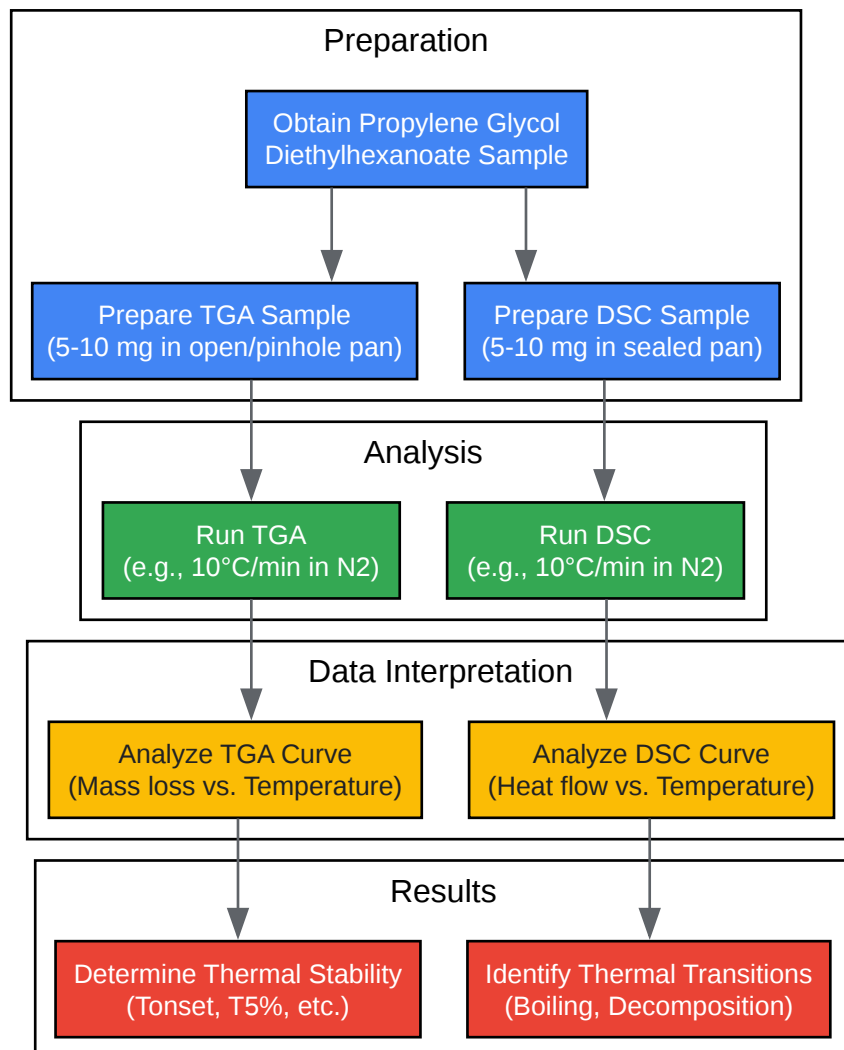 Preparation
Obtain Propylene Glycol
Diethylhexanoate Sample
Prepare TGA Sample
(5-10 mg in open/pinhole pan)
Prepare DSC Sample
(5-10 mg in sealed pan)
Analysis
Run TGA
(e.g., 10°C/min in N2)
Run DSC
(e.g., 10°C/min in N2)
Data Interpretation
Analyze TGA Curve
(Mass loss vs. Temperature)
Analyze DSC Curve
(Heat flow vs. Temperature)
Results
Determine Thermal Stability
(Tonset, T5%, etc.)
Identify Thermal Transitions
(Boiling, Decomposition)